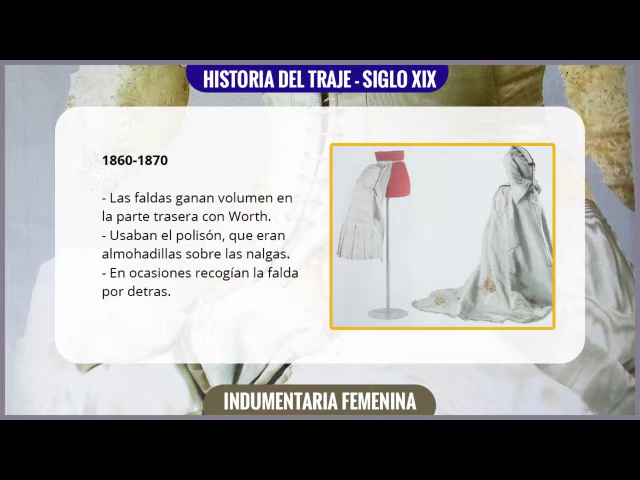 HISTORIA DEL TRAJE - SIGLO XIX
1860-1870
- Las faldas ganan volumen en
la parte trasera con Worth.
- Usaban el polisón, que eran
almohadillas sobre las nalgas.
- En ocasiones recogían la falda
por detras.
INDUMENTARIA FEMENINA